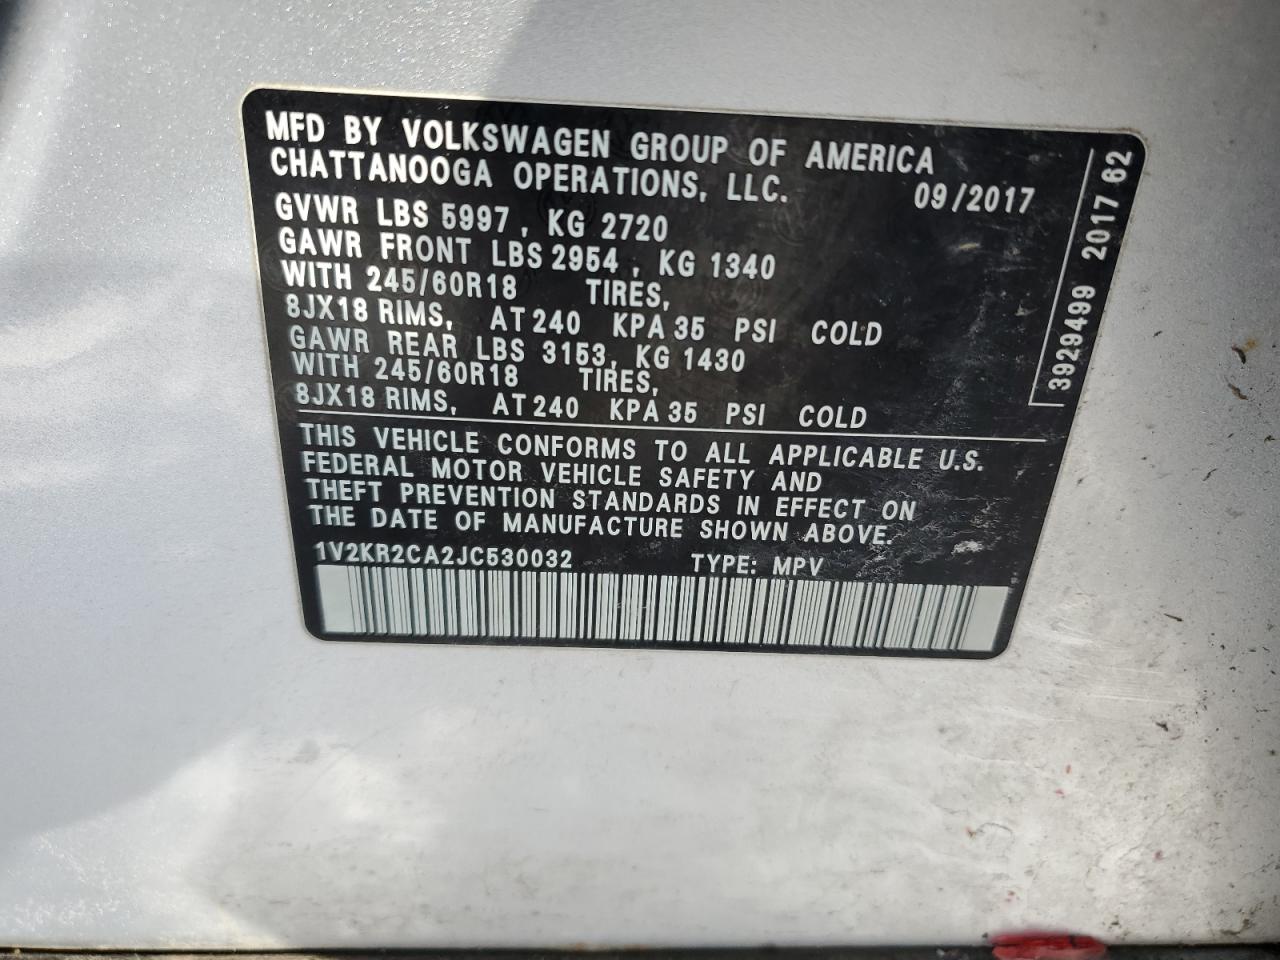 MFD BY VOLKSWAGEN GROUP OF AMERICA
CHATTANOOGA OPERATIONS, LLC. 09/2017
GVWR LBS 5997 , KG 2720
GAWR FRONT LBS 2954 , KG 1340
WITH 245/60R18 TIRES,
8JX18 RIMS, AT 240 KPA 35 PSI COLD
GAWR REAR LBS 3153, KG 1430
WITH 245/60R18 TIRES,
8JX18 RIMS, AT 240 KPA 35 PSI COLD
3929499 2017 62
THIS VEHICLE CONFORMS TO ALL APPLICABLE U.S.
FEDERAL MOTOR VEHICLE SAFETY AND
THEFT PREVENTION STANDARDS IN EFFECT ON
THE DATE OF MANUFACTURE SHOWN ABOVE.
1V2KR2CA2JC530032 TYPE: MPV